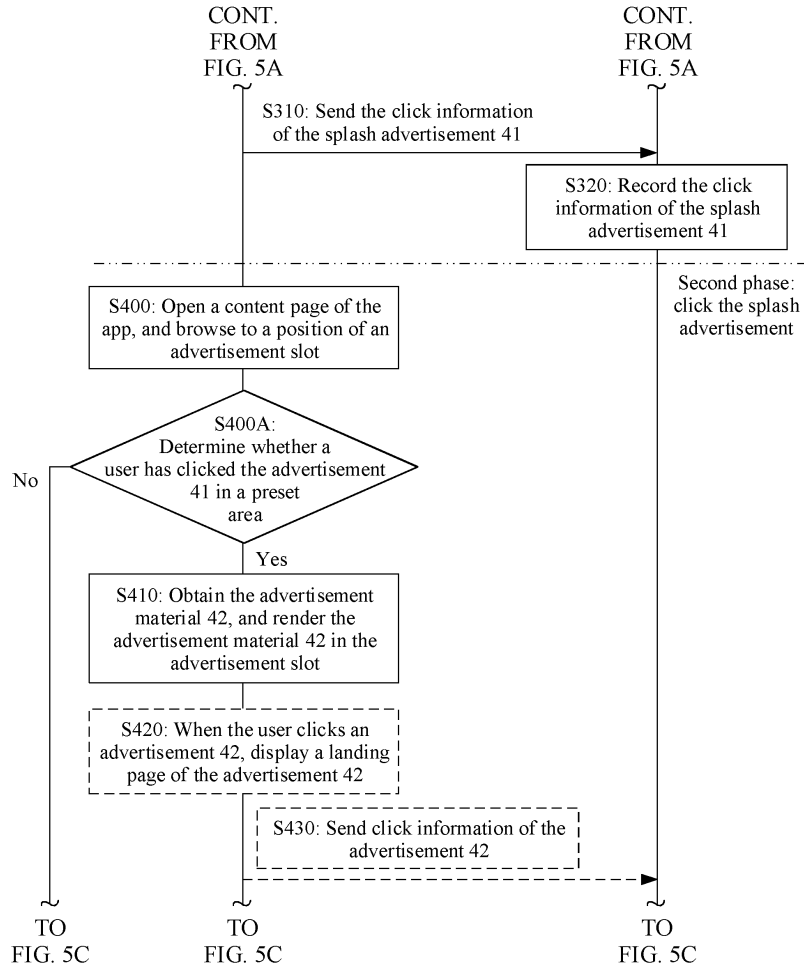 CONT.
FROM
FIG. 5A
CONT.
FROM
FIG. 5A
S310: Send the click information
of the splash advertisement 41
S320: Record the click
information of the splash
advertisement 41
Second phase:
click the splash
advertisement
S400: Open a content page of the
app, and browse to a position of an
advertisement slot
S400A:
Determine whether a
user has clicked the advertisement
41 in a preset
area
No
Yes
S410: Obtain the advertisement
material 42, and render the
advertisement material 42 in the
advertisement slot
S420: When the user clicks an
advertisement 42, display a landing
page of the advertisement 42
S430: Send click information of the
advertisement 42
TO
FIG. 5C
TO
FIG. 5C
TO
FIG. 5C